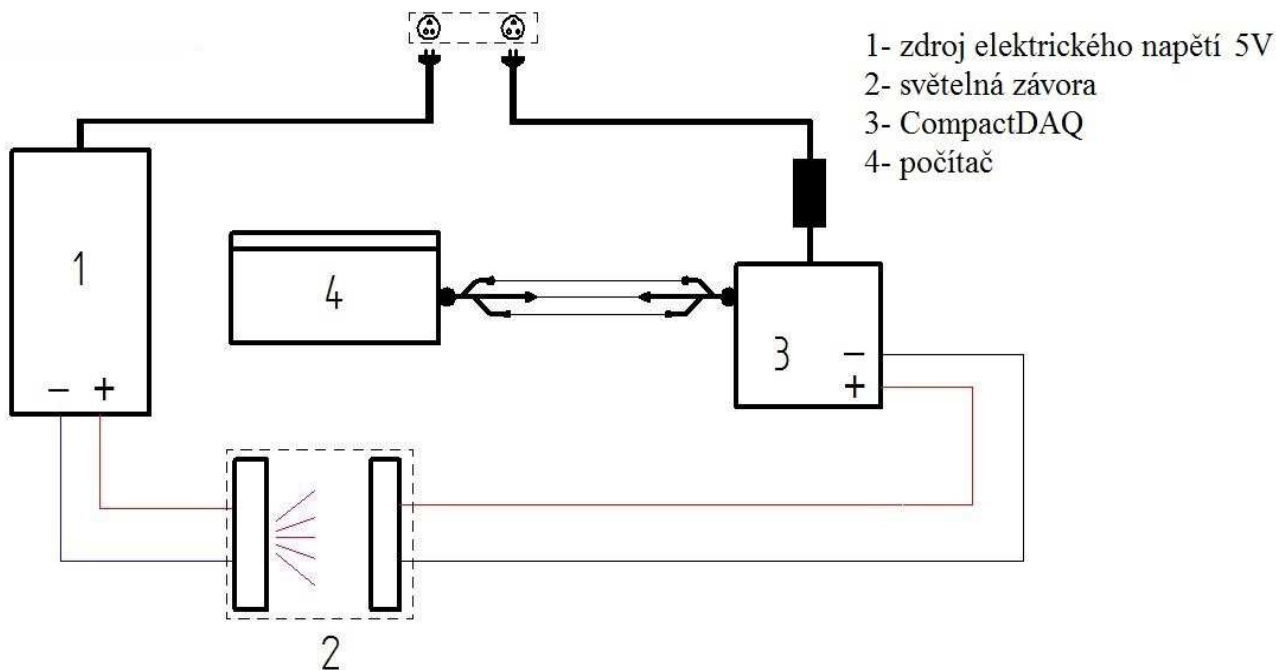 1- zdroj elektrického napětí 5V
2- světelná závora
3- CompactDAQ
4- počítač
1
4
3
−
+
− +
2